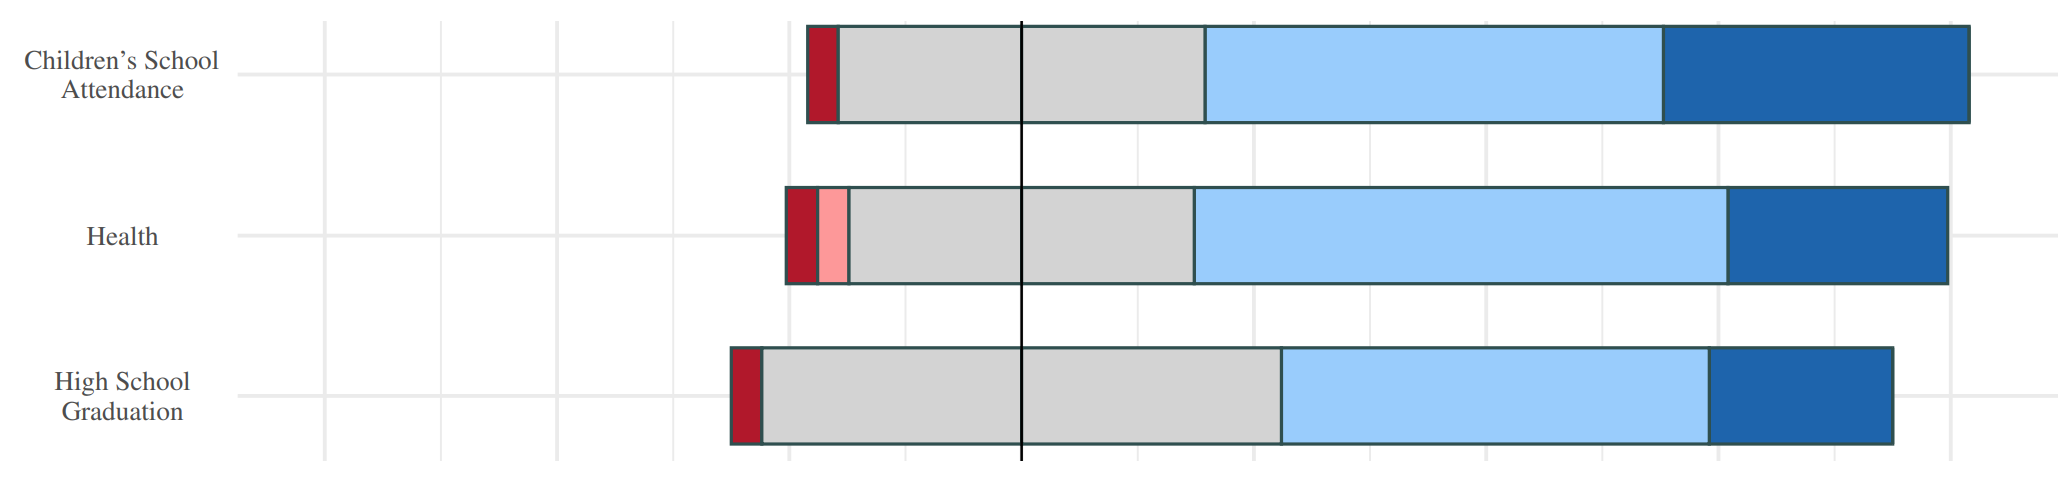 Children’s School
Attendance
Health
High School
Graduation